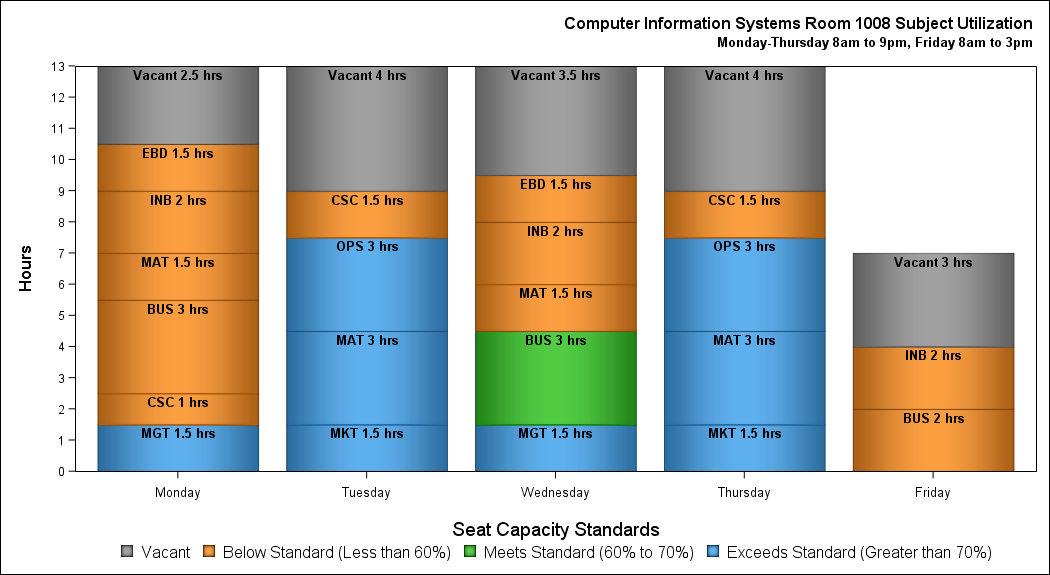 Computer Information Systems Room 1008 Subject Utilization
Monday-Thursday 8am to 9pm, Friday 8am to 3pm
Hours
13
12
11
10
9
8
7
6
5
4
3
2
1
0
Vacant 2.5 hrs
EBD 1.5 hrs
INB 2 hrs
MAT 1.5 hrs
BUS 3 hrs
CSC 1 hrs
MGT 1.5 hrs
Vacant 4 hrs
CSC 1.5 hrs
OPS 3 hrs
MAT 3 hrs
MKT 1.5 hrs
Vacant 3.5 hrs
EBD 1.5 hrs
INB 2 hrs
MAT 1.5 hrs
BUS 3 hrs
MGT 1.5 hrs
Vacant 4 hrs
CSC 1.5 hrs
OPS 3 hrs
MAT 3 hrs
MKT 1.5 hrs
Vacant 3 hrs
INB 2 hrs
BUS 2 hrs
Monday Tuesday Wednesday Thursday Friday
Seat Capacity Standards
Vacant Below Standard (Less than 60%) Meets Standard (60% to 70%) Exceeds Standard (Greater than 70%)